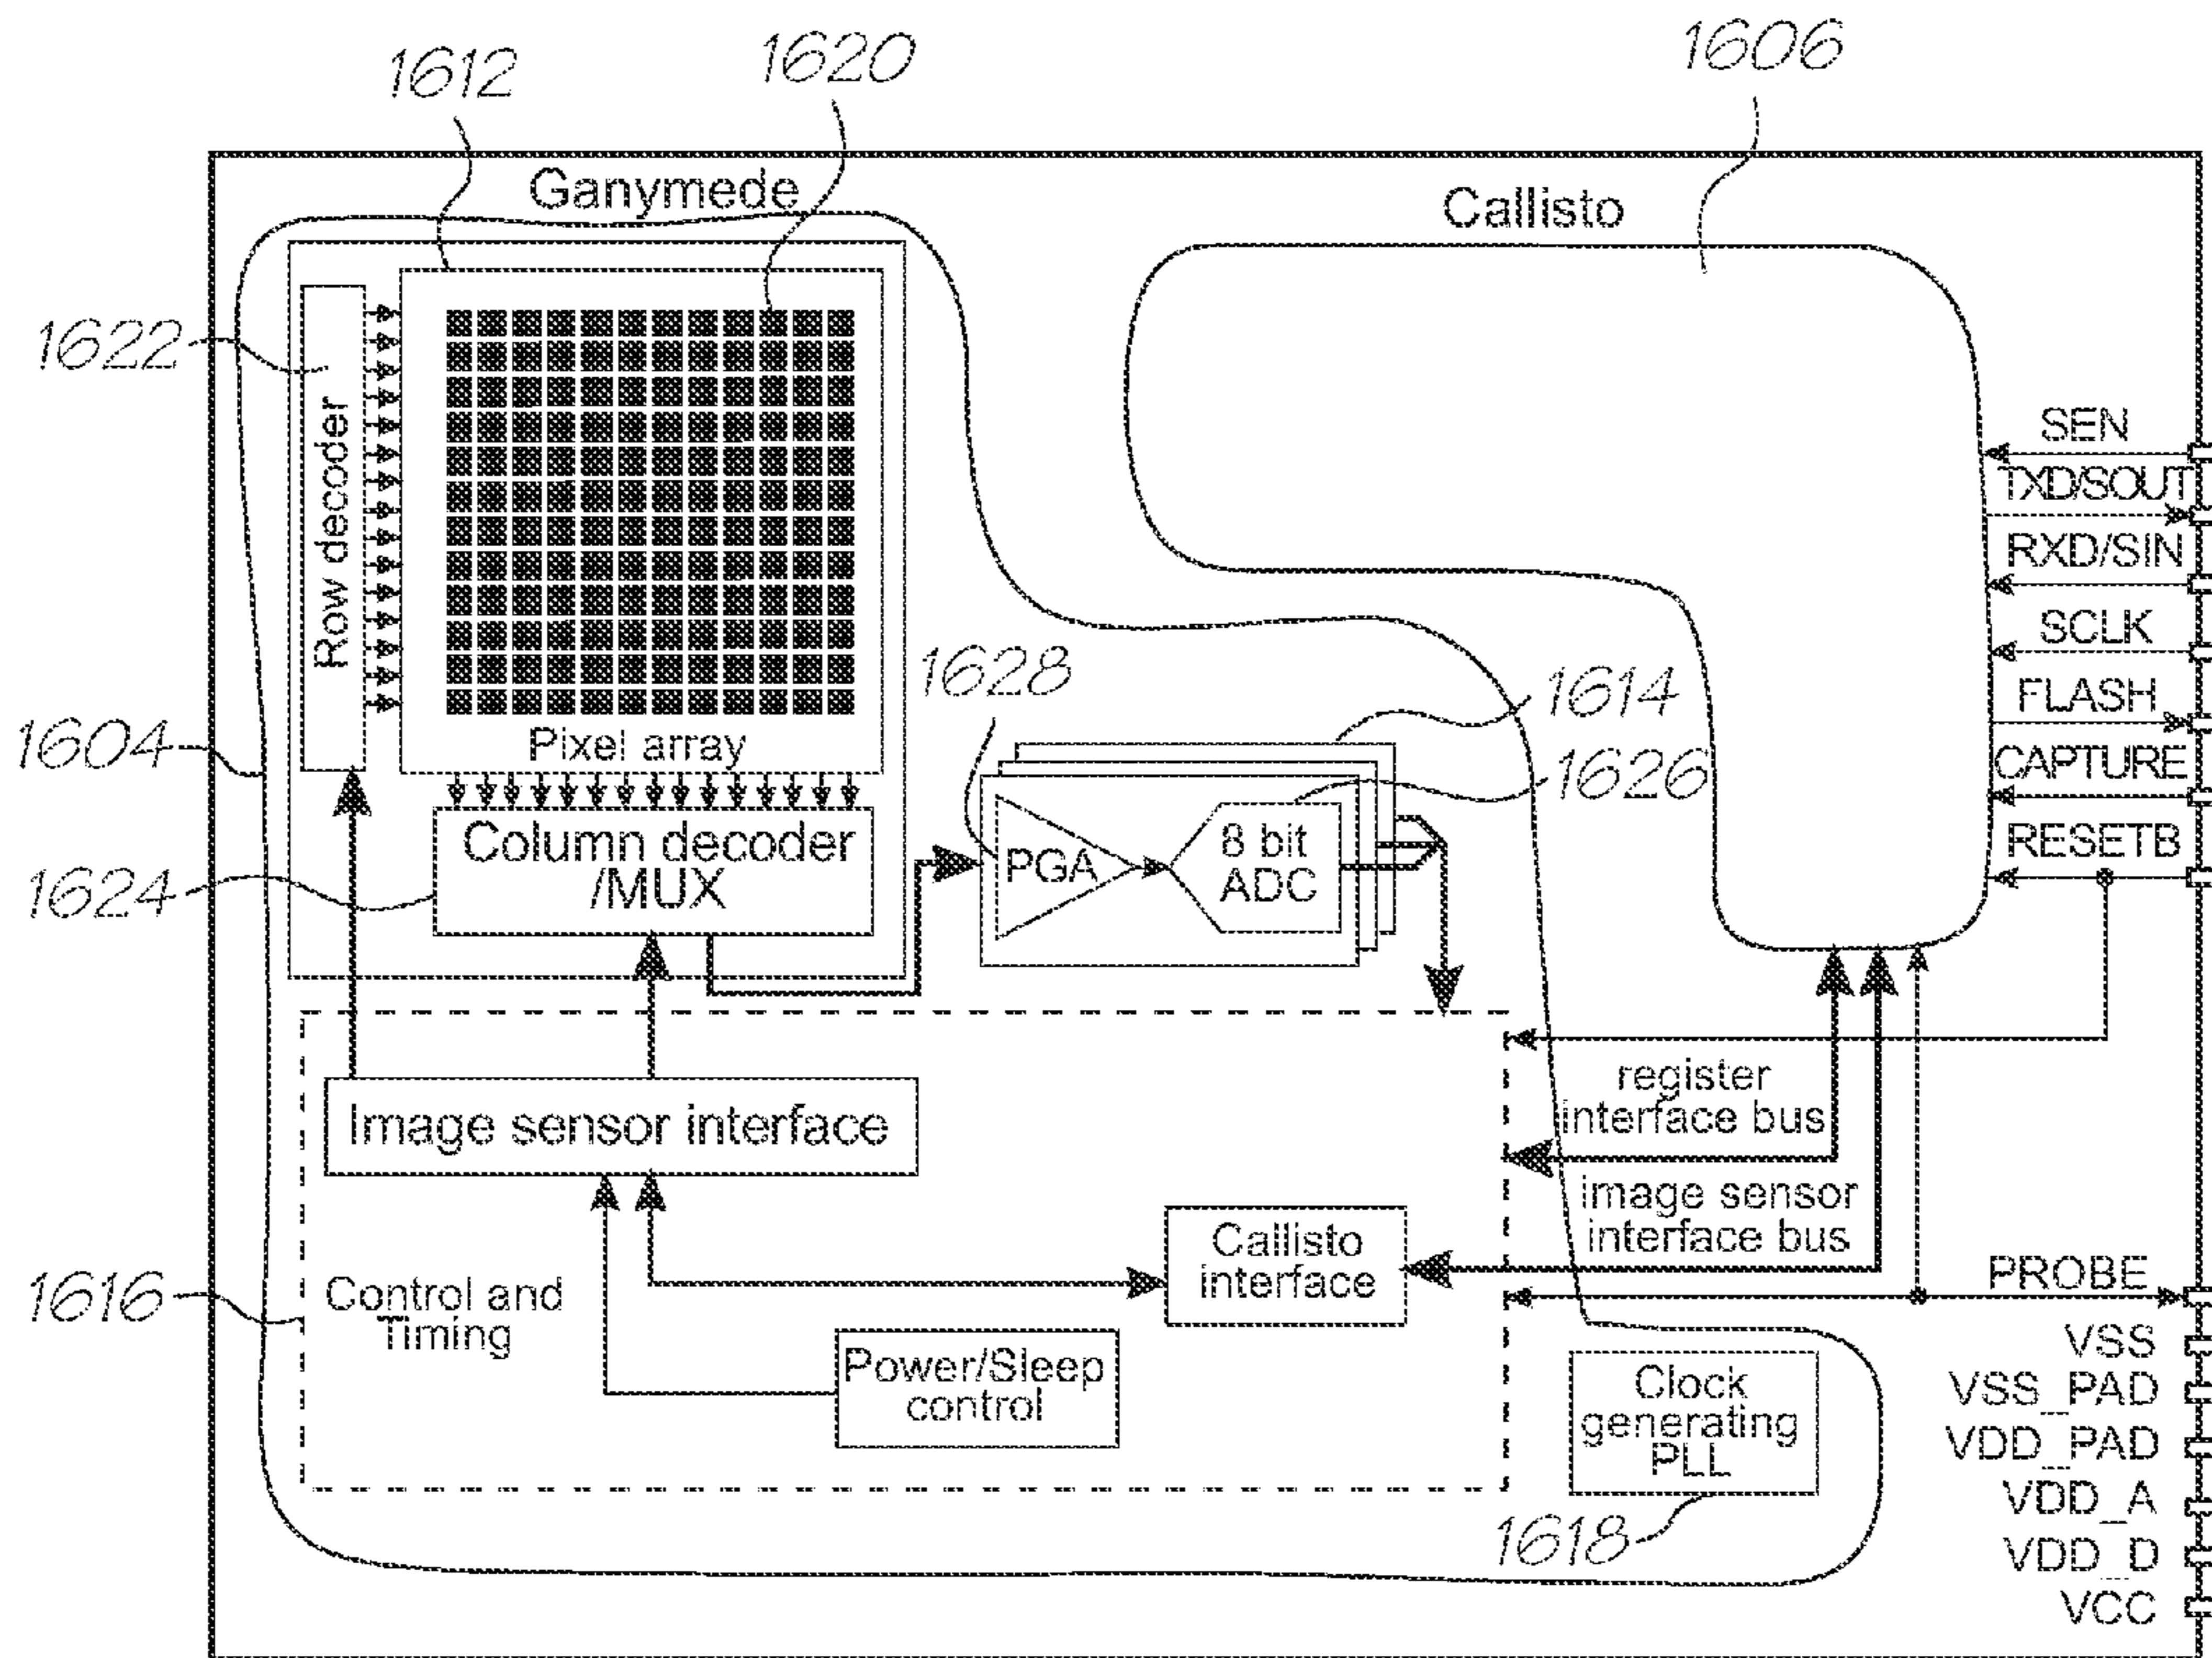 1612
1620
1606
Ganymede
Callisto
1622
Row decoder
Pixel array
1604
1628
1614
1626
Column decoder
/MUX
1624
PGA
8 bit
ADC
SEN
TXD/SOUT
RXD/SIN
SCLK
FLASH
CAPTURE
RESETB
register
interface bus
Image sensor interface
image sensor
interface bus
Callisto
interface
1616
Control and
Timing
Power/Sleep
control
Clock
generating
PLL
1618
PROBE
VSS
VSS_PAD
VDD_PAD
VDD_A
VDD_D
VCC